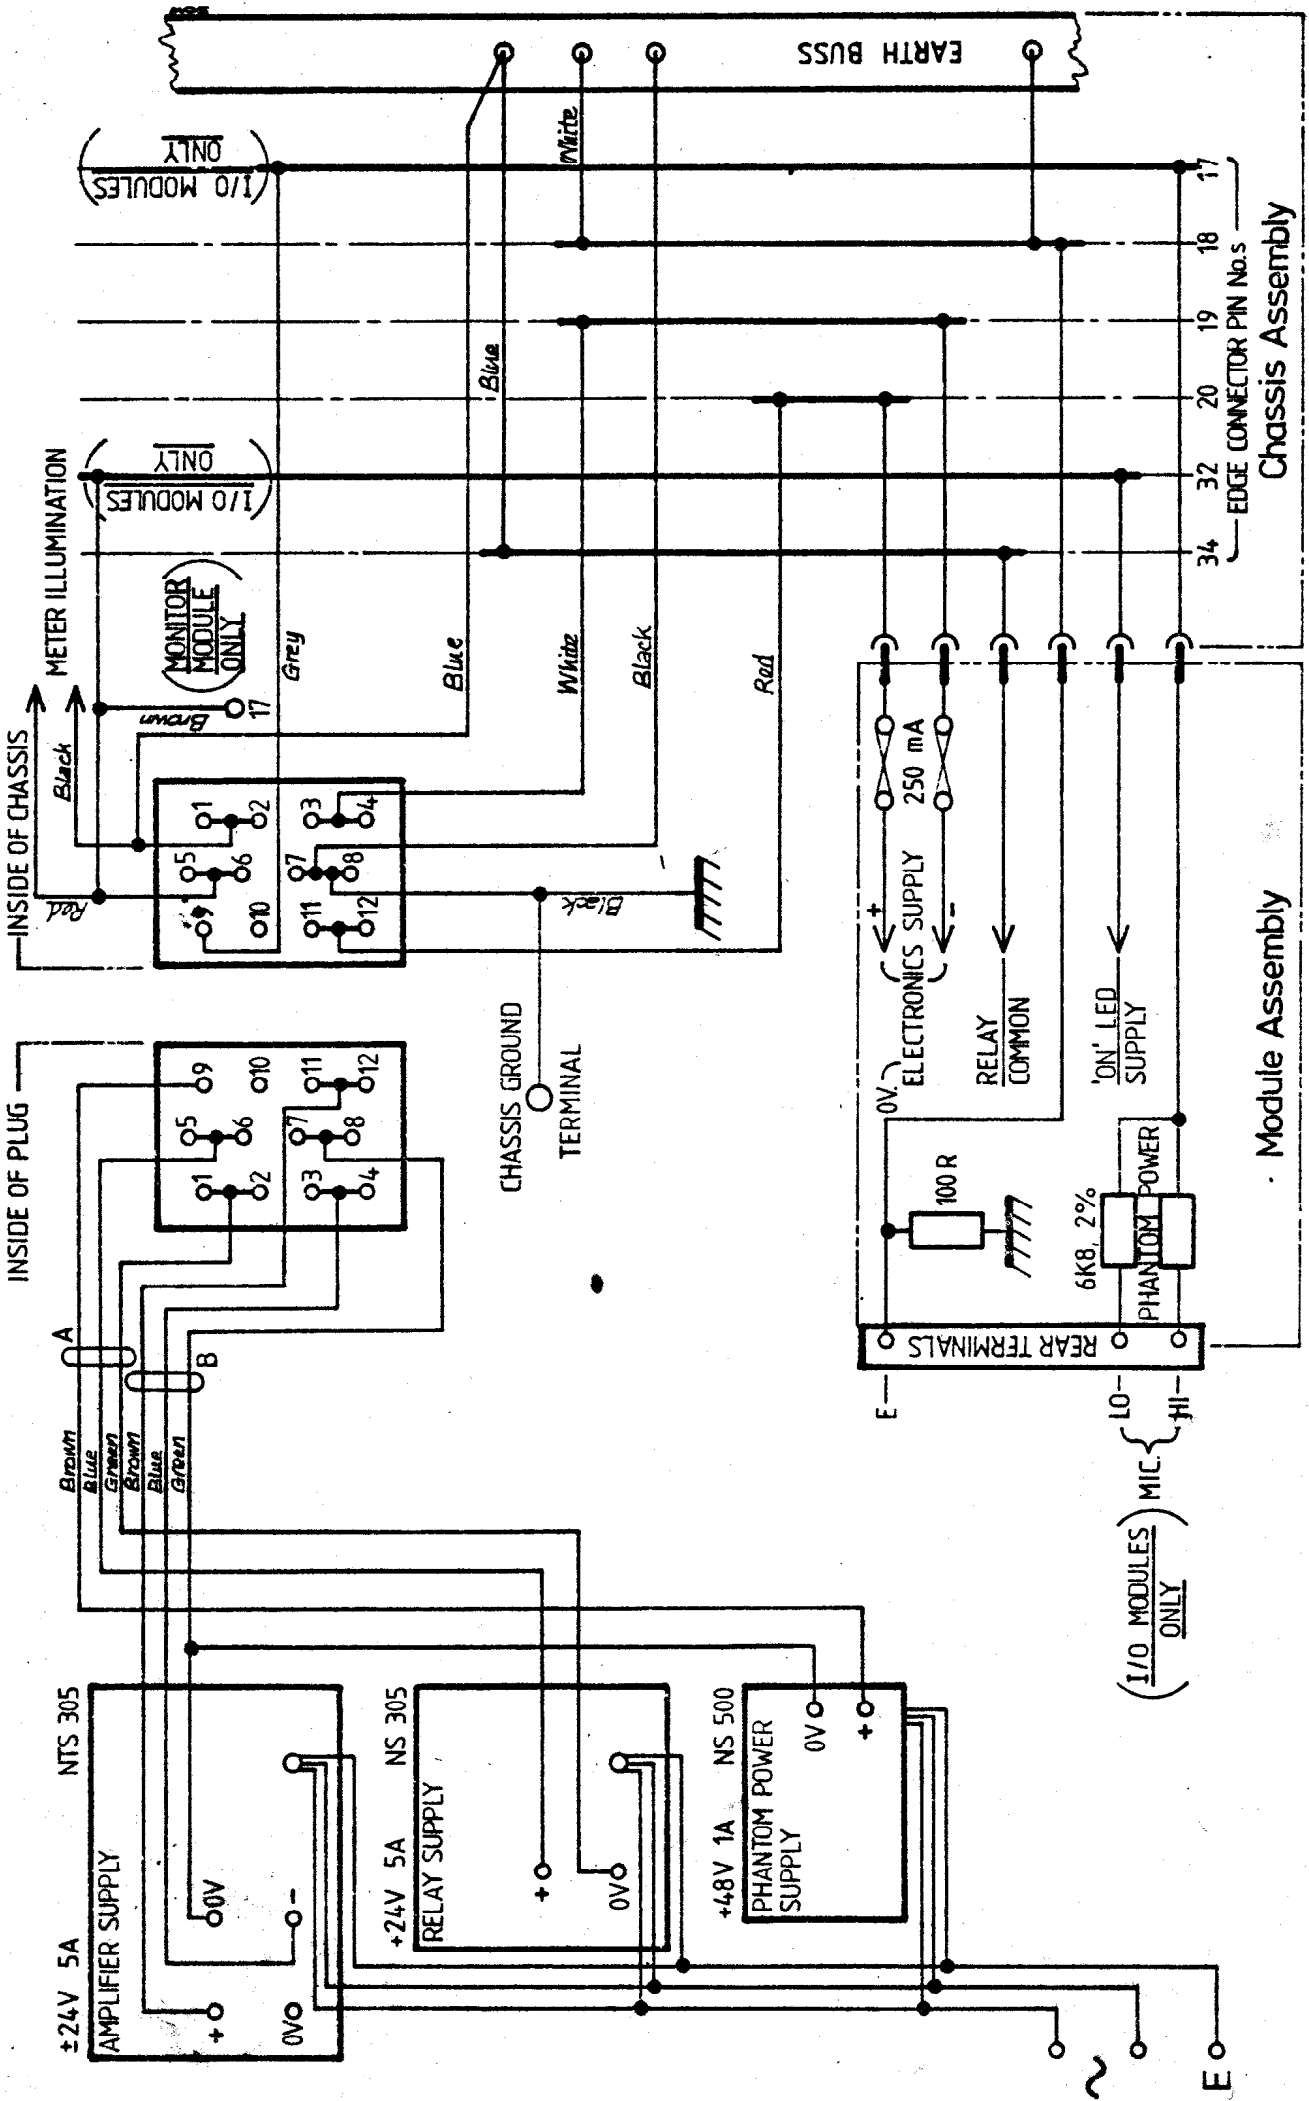 ±24V 5A NTS 305
AMPLIFIER SUPPLY
+
0V
0V
-
+24V 5A NS 305
RELAY SUPPLY
+
0V
+48V 1A NS 500
PHANTOM POWER
SUPPLY
0V
+
~
E
Brown
Blue
Green
Brown
Blue
Green
A
B
INSIDE OF PLUG
1
2
3
4
5
6
7
8
9
10
11
12
INSIDE OF CHASSIS
1
2
3
4
5
6
7
8
9
10
11
12
Red
Black
METER ILLUMINATION
Brown
17
(MONITOR
MODULE
ONLY)
Grey
Blue
White
Black
Red
Black
CHASSIS GROUND
TERMINAL
(I/O MODULES
ONLY)
(I/O MODULES
ONLY)
Blue
White
EARTH BUSS
17
18
19
20
32
34
EDGE CONNECTOR PIN No.s
Chassis Assembly
250 mA
+
-
0V.
ELECTRONICS SUPPLY
RELAY
COMMON
'ON' LED
SUPPLY
100R
6K8, 2%
PHANTOM POWER
REAR TERMINALS
E
LO
HI
MIC.
(I/O MODULES
ONLY)
Module Assembly